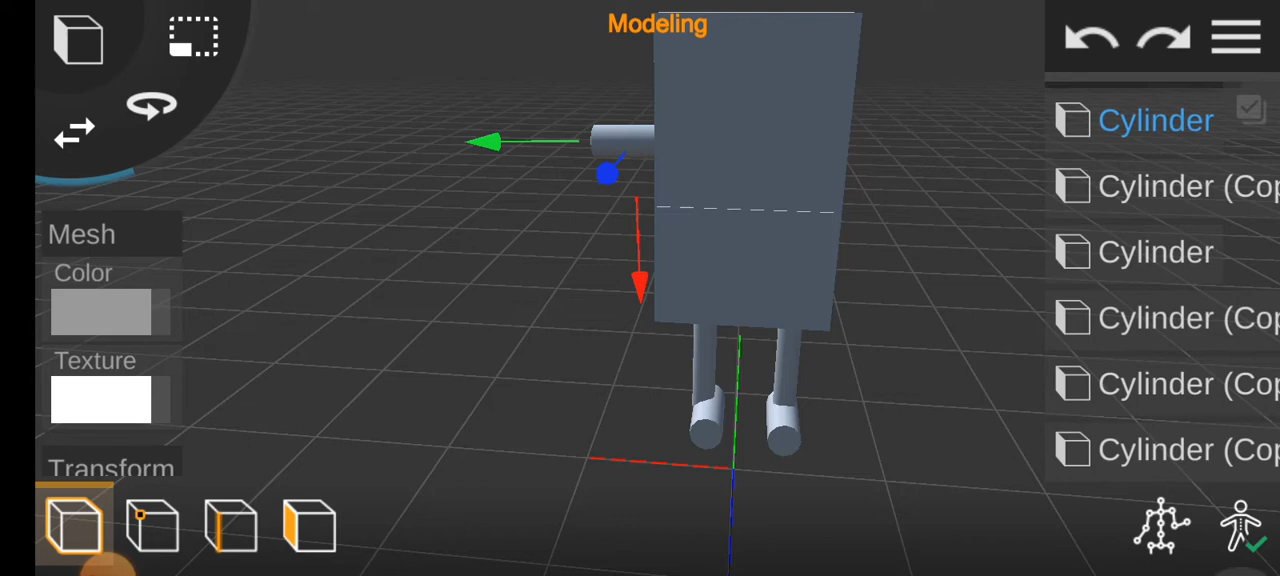 Modeling
Mesh
Color
Texture
Transform
Cylinder
Cylinder (Cop
Cylinder
Cylinder (Cop
Cylinder (Cop
Cylinder (Cop